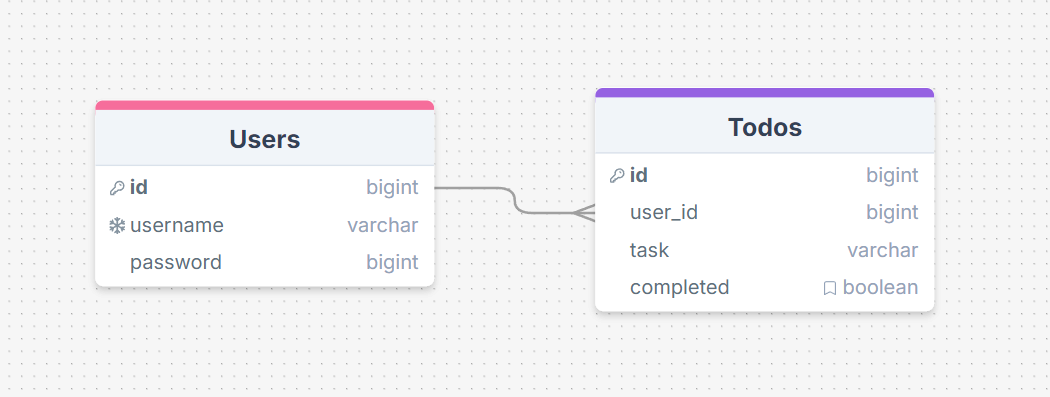 Users
id bigint
username varchar
password bigint
Todos
id bigint
user_id bigint
task varchar
completed boolean